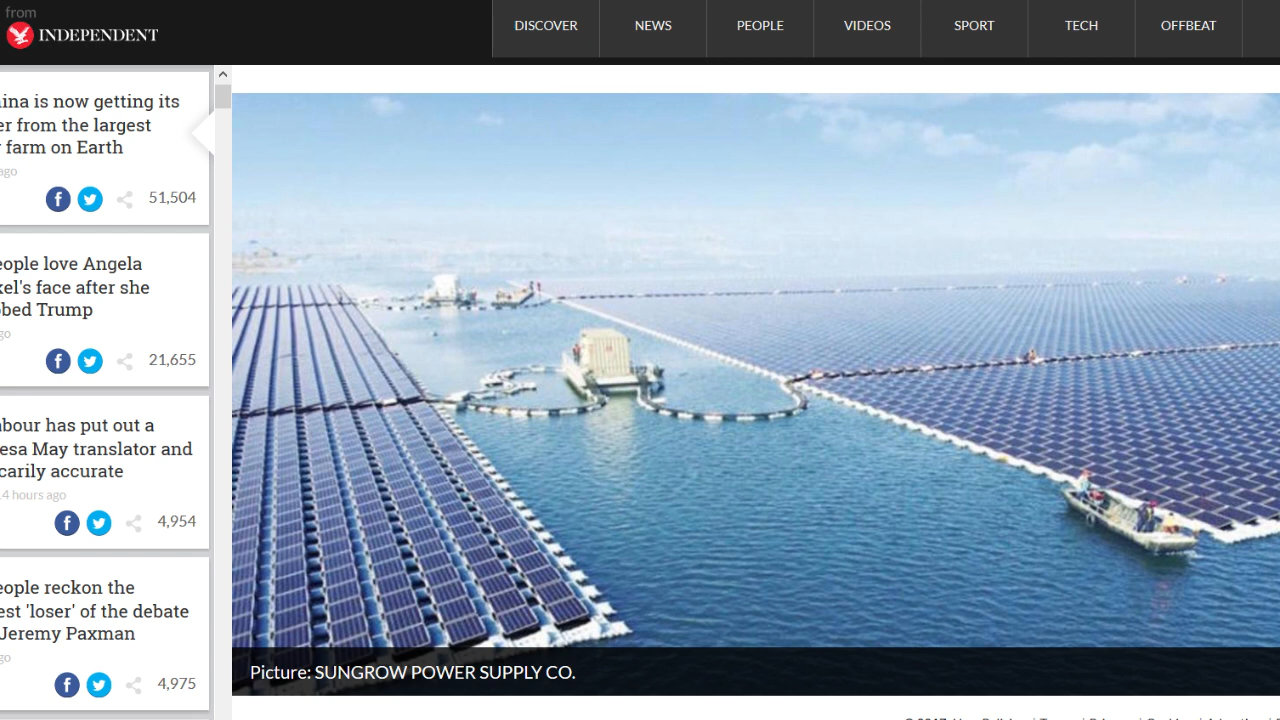 from
INDEPENDENT
DISCOVER NEWS PEOPLE VIDEOS SPORT TECH OFFBEAT
ina is now getting its
er from the largest
farm on Earth
ago
51,504
eople love Angela
kel's face after she
bbed Trump
go
21,655
abour has put out a
esa May translator and
carily accurate
14 hours ago
4,954
eople reckon the
est 'loser' of the debate
Jeremy Paxman
go
4,975
Picture: SUNGROW POWER SUPPLY CO.